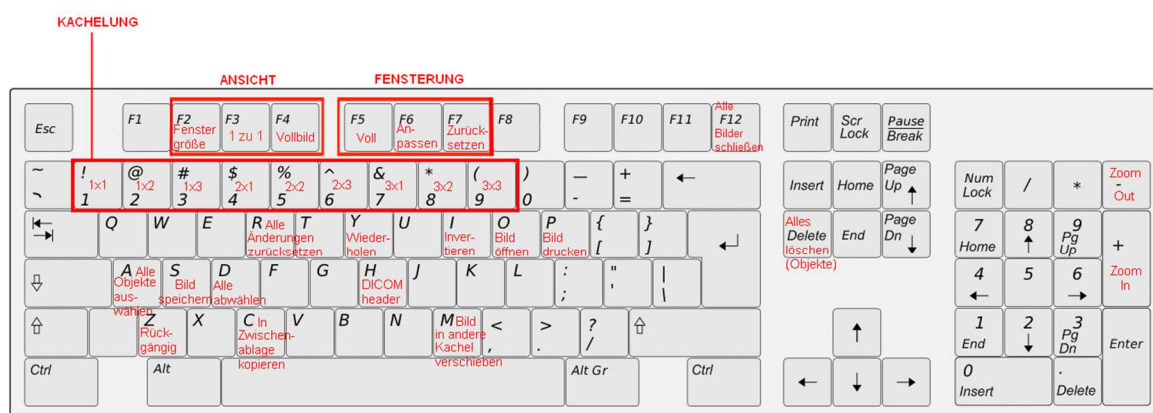 KACHELUNG
ANSICHT FENSTERUNG
Esc F1 F2 Fenster größe F3 1 zu 1 F4 Vollbild F5 Voll F6 An- passen F7 Zurück- setzen F8 F9 F10 F11 Alle F12 Bilder schließen Print Scr Lock Pause Break
~ ` ! 1x1 1 @ 1x2 2 # 1x3 3 $ 2x1 4 % 2x2 5 ^ 2x3 6 & 3x1 7 * 3x2 8 ( 3x3 9 ) 0 — - + = Insert Home Page Up Num Lock / * Zoom - Out
Q W E R Alle Änderungen zurücksetzen T Y Wieder- holen U I Inver- tieren O Bild öffnen P Bild drucken { [ } ] Alles Delete löschen (Objekte) End Page Dn 7 Home 8 9 Pg Up + Zoom In
A Alle Objekte aus- wählen S Bild speichern D Alle abwählen F G H DICOM header J K L : ; " ' | \ 4 5 6
Z Rück- gängig X C In Zwischen- ablage kopieren V B N M Bild in andere Kachel verschieben < , > . ? / 1 End 2 3 Pg Dn Enter
Ctrl Alt Alt Gr Ctrl 0 Insert . Delete